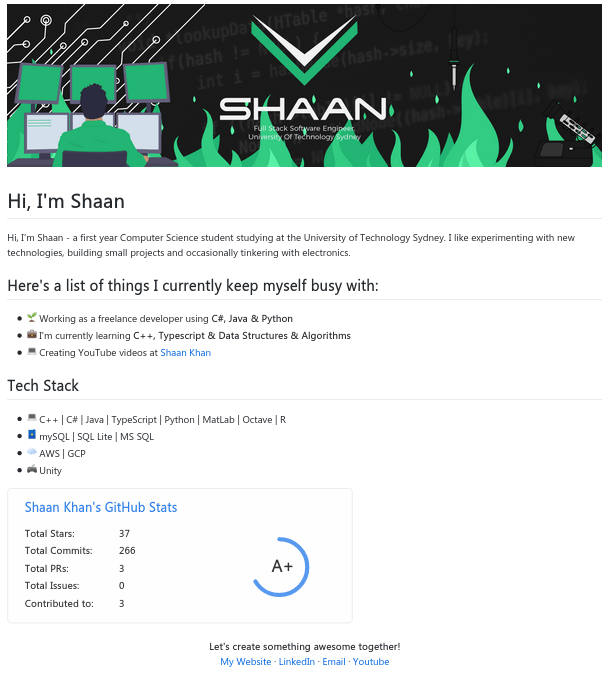 SHAAN
Full Stack Software Engineer
University Of Technology Sydney
Hi, I'm Shaan
Hi, I'm Shaan - a first year Computer Science student studying at the University of Technology Sydney. I like experimenting with new
technologies, building small projects and occasionally tinkering with electronics.
Here's a list of things I currently keep myself busy with:
• 🌱 Working as a freelance developer using C#, Java & Python
• 💼 I'm currently learning C++, Typescript & Data Structures & Algorithms
• 💻 Creating YouTube videos at Shaan Khan
Tech Stack
• 💻 C++ | C# | Java | TypeScript | Python | MatLab | Octave | R
• mySQL | SQL Lite | MS SQL
• ☁️ AWS | GCP
• 🎮 Unity
Shaan Khan's GitHub Stats
Total Stars: 37
Total Commits: 266
Total PRs: 3
Total Issues: 0
Contributed to: 3
A+
Let's create something awesome together!
My Website · LinkedIn · Email · Youtube